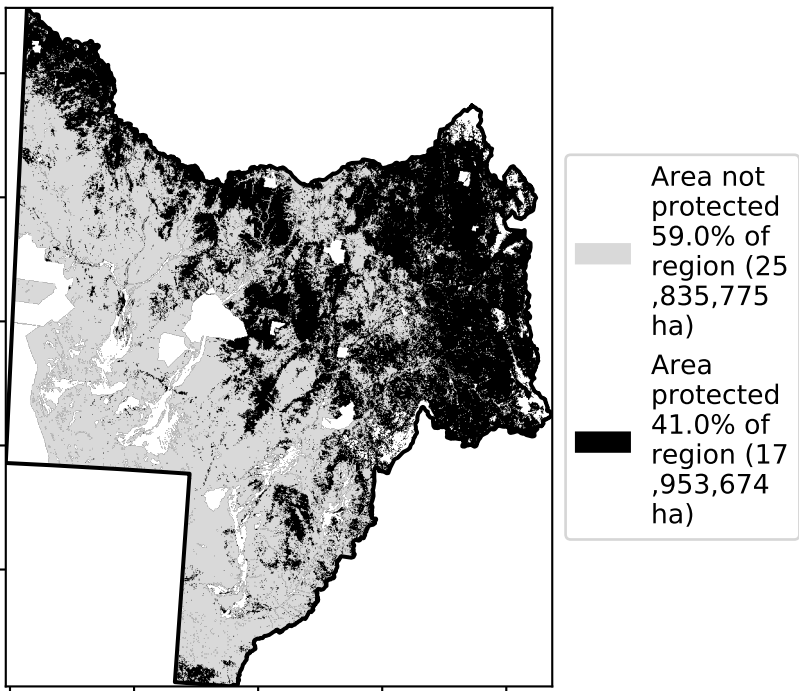 Area not
protected
59.0% of
region (25
,835,775
ha)
Area
protected
41.0% of
region (17
,953,674
ha)